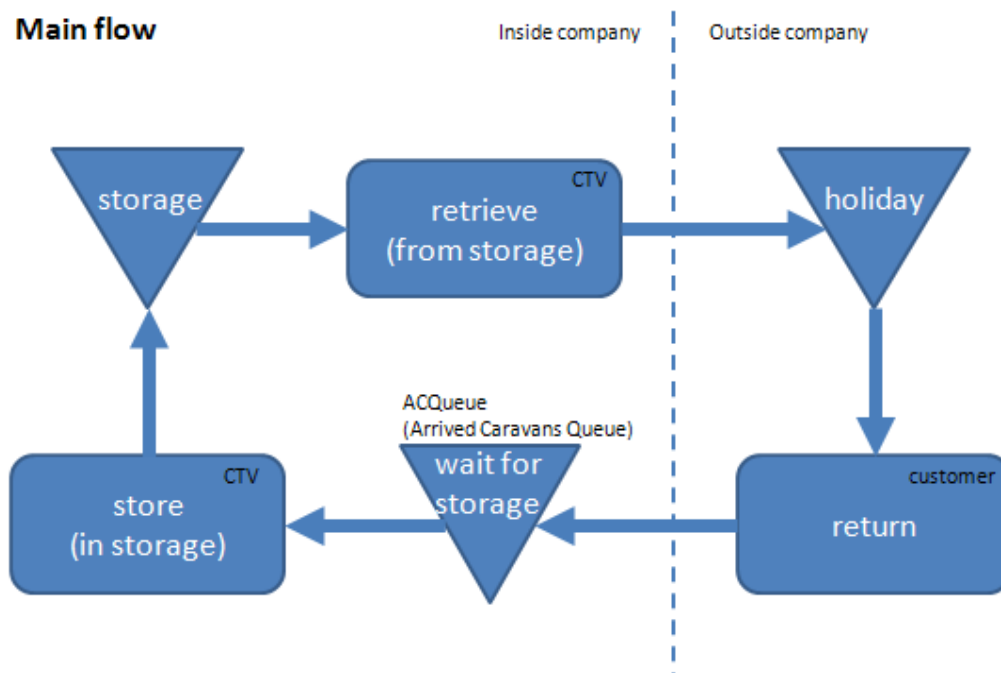 Main flow
Inside company
Outside company
storage
CTV
retrieve
(from storage)
holiday
ACQueue
(Arrived Caravans Queue)
wait for
storage
CTV
store
(in storage)
customer
return